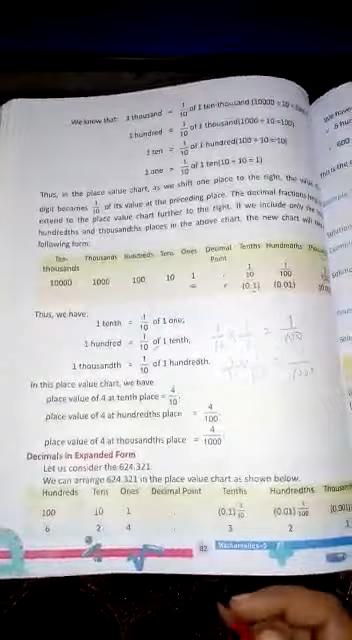 We know that: 1 thousand = 1/10 of 1 ten-thousand (10000 ÷ 10
1 hundred = 1/10 of 1 thousand(1000 ÷ 10 =100)
1 ten = 1/10 of 1 hundred(100 ÷ 10 = 10)
1 one = 1/10 of 1 ten(10 ÷ 10 = 1)
Thus, in the place value chart, as we shift one place to the right, the
digit becomes 1/10 of its value at the preceding place. The decimal fractions
extend to the place value chart further to the right. If we include only the
hundredths and thousandths places in the above chart, the new chart will
following form:
Ten-thousands Thousands Hundreds Tens Ones Decimal Point Tenths Hundredths
10000 1000 100 10 1 . 1/10 (0.1) 1/100 (0.01)
Thus, we have:
1 tenth = 1/10 of 1 one;
1 hundred = 1/10 of 1 tenth,
1 thousandth = 1/10 of 1 hundredth.
In this place value chart, we have
place value of 4 at tenth place = 4/10;
place value of 4 at hundredths place = 4/100
place value of 4 at thousandths place = 4/1000
Decimals in Expanded Form
Let us consider the 624.321.
We can arrange 624.321 in the place value chart as shown below.
Hundreds Tens Ones Decimal Point Tenths Hundredths
100 10 1 . (0.1) 1/10 (0.01) 1/100 (0.001)
6 2 4 . 3 2 1
82 Mathematics-5